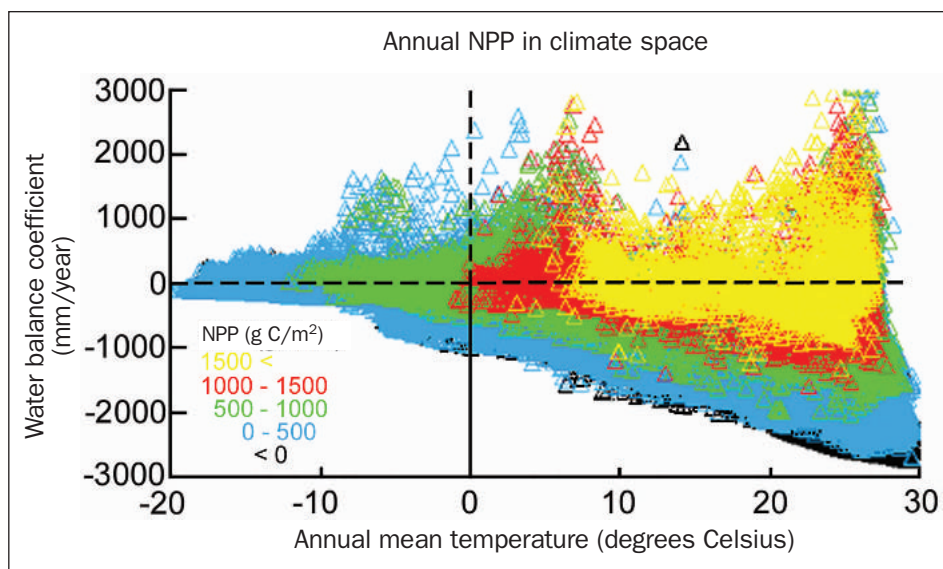 Annual NPP in climate space
3000
2000
1000
0
-1000
-2000
-3000
Water balance coefficient
(mm/year)
NPP (g C/m²)
1500 <
1000 - 1500
500 - 1000
0 - 500
< 0
-20 -10 0 10 20 30
Annual mean temperature (degrees Celsius)